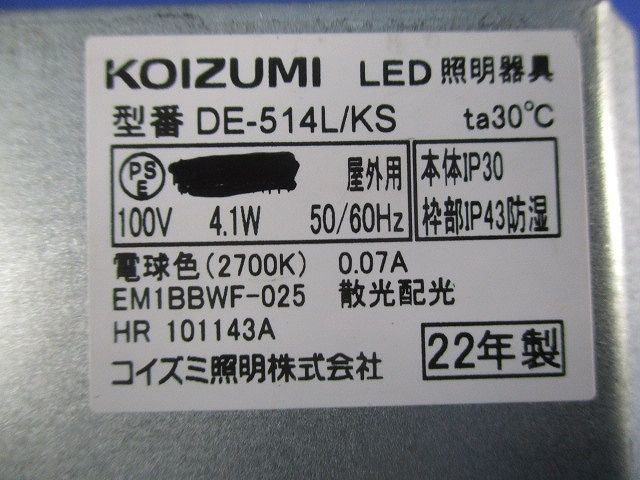 KOIZUMI LED照明器具
型番 DE-514L/KS ta30℃
PSE 屋外用 本体IP30
100V 4.1W 50/60Hz 枠部IP43防湿
電球色(2700K) 0.07A
EM1BBWF-025 散光配光
HR 101143A
コイズミ照明株式会社 22年製